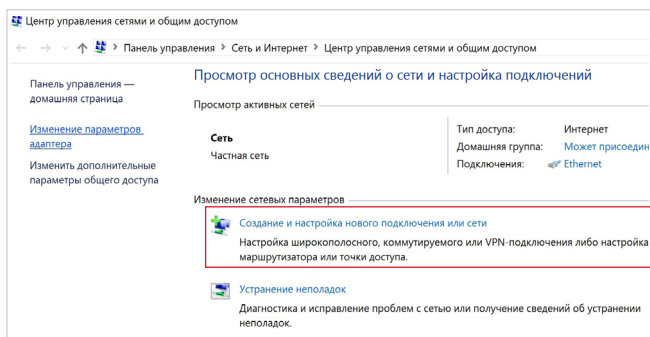 Центр управления сетями и общим доступом
Панель управления > Сеть и Интернет > Центр управления сетями и общим доступом
Панель управления —
домашняя страница
Изменение параметров
адаптера
Изменить дополнительные
параметры общего доступа
Просмотр основных сведений о сети и настройка подключений
Просмотр активных сетей
Сеть
Частная сеть
Тип доступа: Интернет
Домашняя группа: Может присоедин
Подключения: Ethernet
Изменение сетевых параметров
Создание и настройка нового подключения или сети
Настройка широкополосного, коммутируемого или VPN-подключения либо настройка
маршрутизатора или точки доступа.
Устранение неполадок
Диагностика и исправление проблем с сетью или получение сведений об устранении
неполадок.